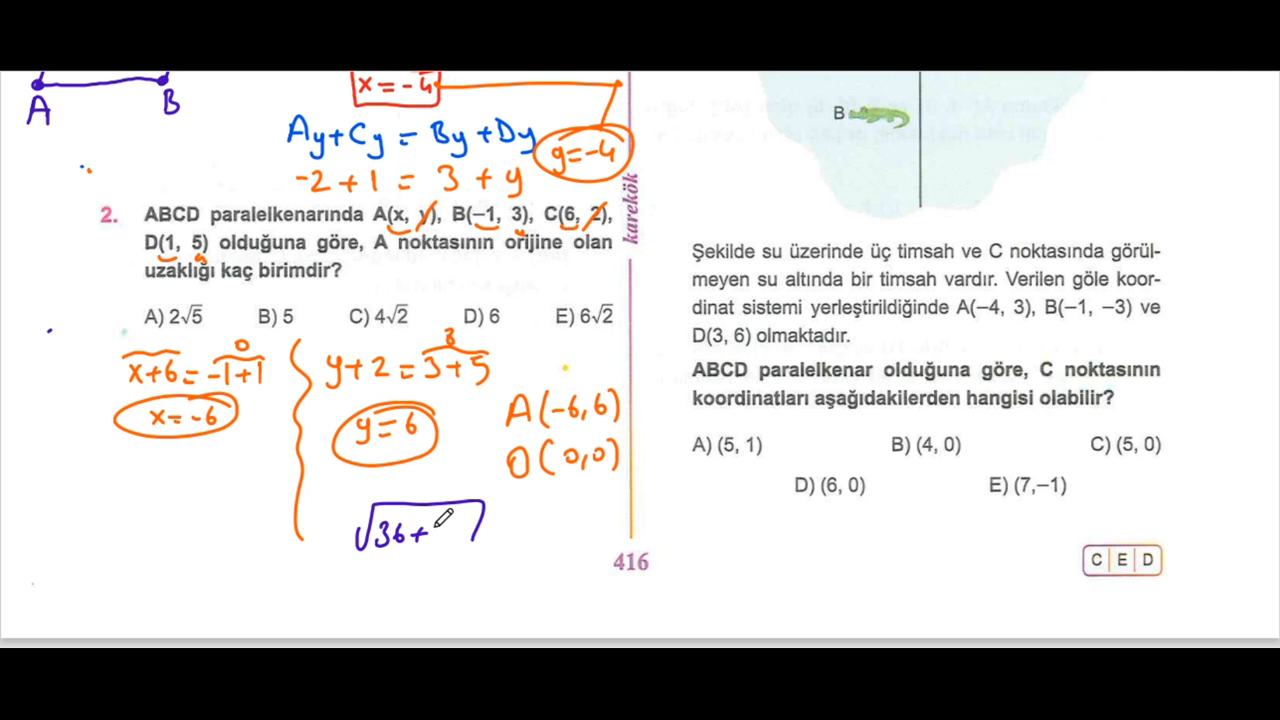 A
B
x = -4
Ay+Cy = By+Dy
y=-4
-2+1 = 3+y
karekök
2. ABCD paralelkenarında A(x, y), B(–1, 3), C(6, 2),
D(1, 5) olduğuna göre, A noktasının orijine olan
uzaklığı kaç birimdir?
A) 2√5 B) 5 C) 4√2 D) 6 E) 6√2
0
x+6 = -1+1
x = -6
8
y+2 = 3+5
y=6
A(-6,6)
O(0,0)
√36+
416
B
Şekilde su üzerinde üç timsah ve C noktasında görül-
meyen su altında bir timsah vardır. Verilen göle koor-
dinat sistemi yerleştirildiğinde A(–4, 3), B(–1, –3) ve
D(3, 6) olmaktadır.
ABCD paralelkenar olduğuna göre, C noktasının
koordinatları aşağıdakilerden hangisi olabilir?
A) (5, 1) B) (4, 0) C) (5, 0)
D) (6, 0) E) (7,–1)
C E D